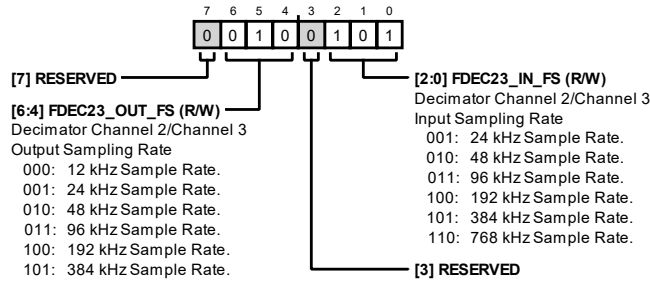 7 6 5 4 3 2 1 0
0 0 1 0 0 1 0 1
[7] RESERVED
[6:4] FDEC23_OUT_FS (R/W)
Decimator Channel 2/Channel 3
Output Sampling Rate
000: 12 kHz Sample Rate.
001: 24 kHz Sample Rate.
010: 48 kHz Sample Rate.
011: 96 kHz Sample Rate.
100: 192 kHz Sample Rate.
101: 384 kHz Sample Rate.
[2:0] FDEC23_IN_FS (R/W)
Decimator Channel 2/Channel 3
Input Sampling Rate
001: 24 kHz Sample Rate.
010: 48 kHz Sample Rate.
011: 96 kHz Sample Rate.
100: 192 kHz Sample Rate.
101: 384 kHz Sample Rate.
110: 768 kHz Sample Rate.
[3] RESERVED